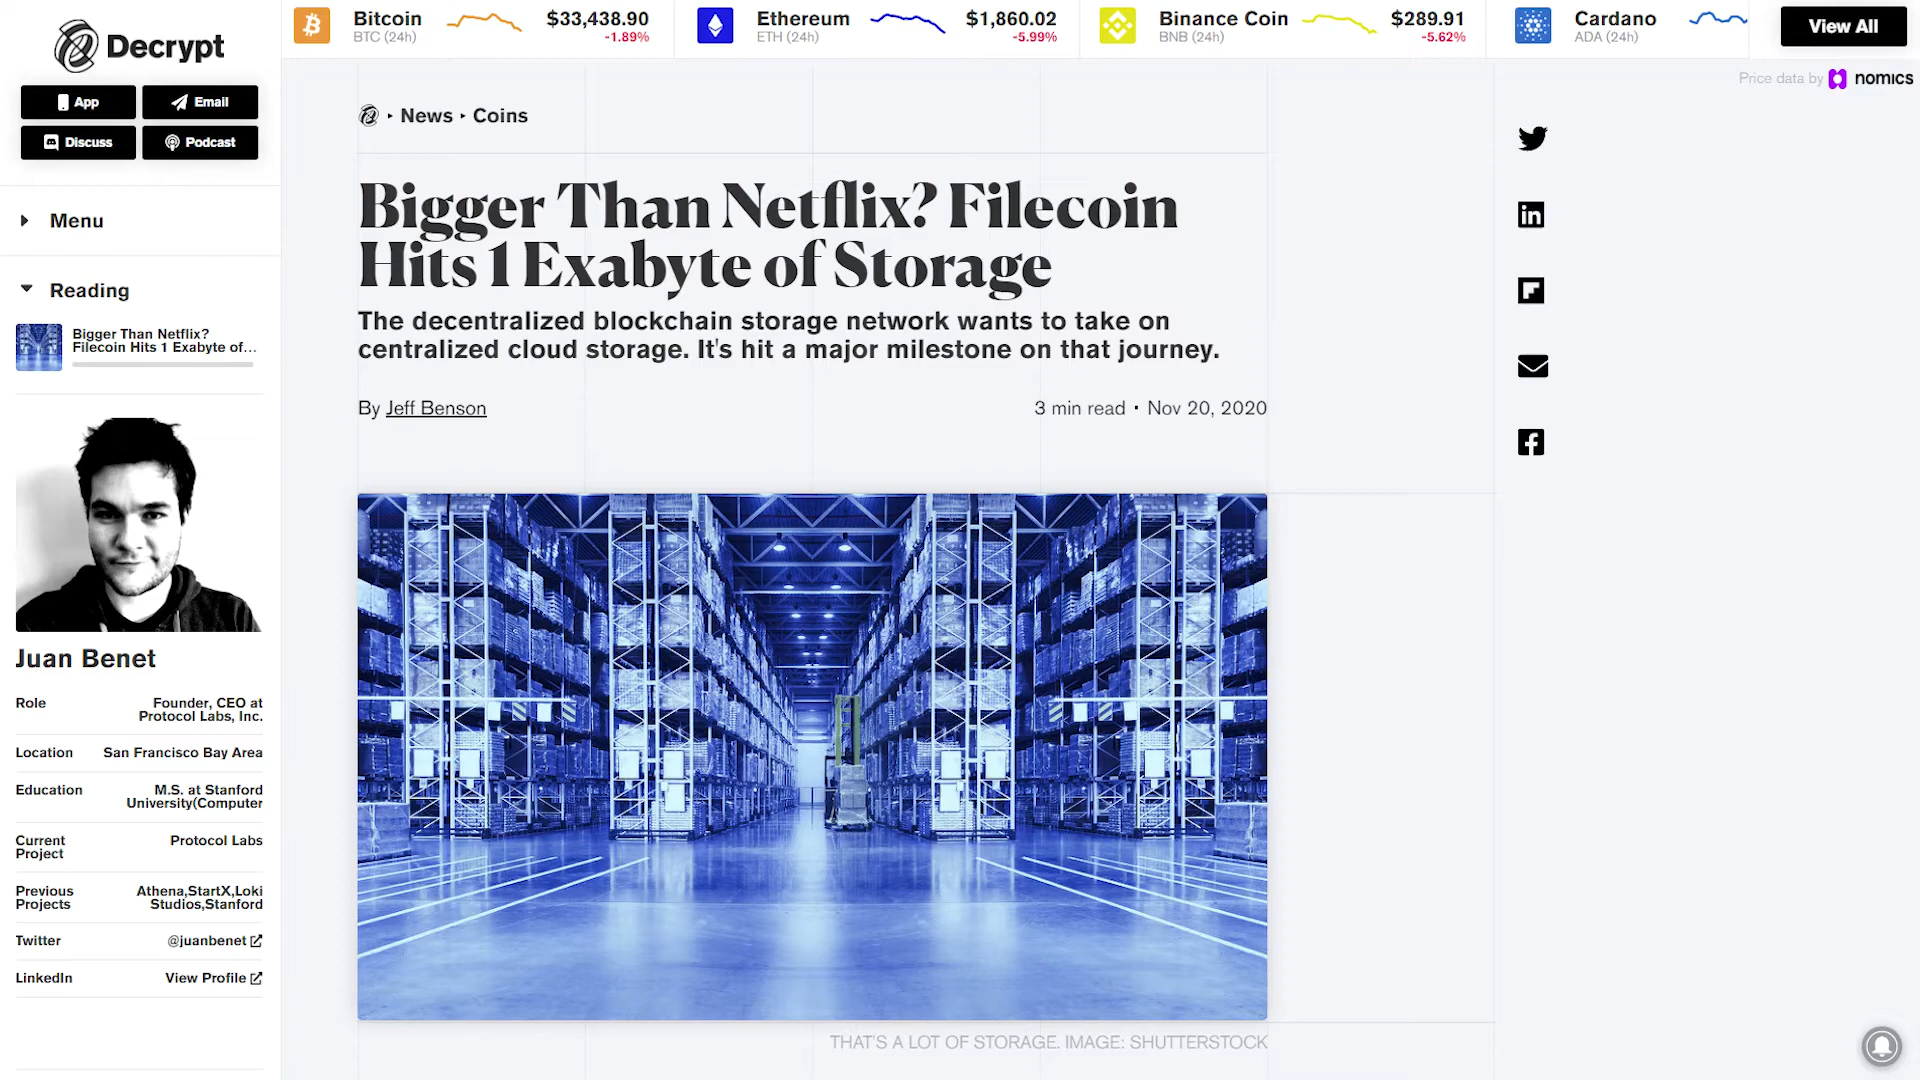 Decrypt
App
Email
Discuss
Podcast
Menu
Reading
Bigger Than Netflix?
Filecoin Hits 1 Exabyte of...
Juan Benet
Role
Founder, CEO at
Protocol Labs, Inc.
Location
San Francisco Bay Area
Education
M.S. at Stanford
University(Computer
Current
Project
Protocol Labs
Previous
Projects
Athena,StartX,Loki
Studios,Stanford
Twitter
@juanbenet
LinkedIn
View Profile
Bitcoin
BTC (24h)
$33,438.90
-1.89%
Ethereum
ETH (24h)
$1,860.02
-5.99%
Binance Coin
BNB (24h)
$289.91
-5.62%
Cardano
ADA (24h)
View All
Price data by nomics
News ‣ Coins
Bigger Than Netflix? Filecoin
Hits 1 Exabyte of Storage
The decentralized blockchain storage network wants to take on
centralized cloud storage. It's hit a major milestone on that journey.
By Jeff Benson
3 min read • Nov 20, 2020
THAT'S A LOT OF STORAGE. IMAGE: SHUTTERSTOCK